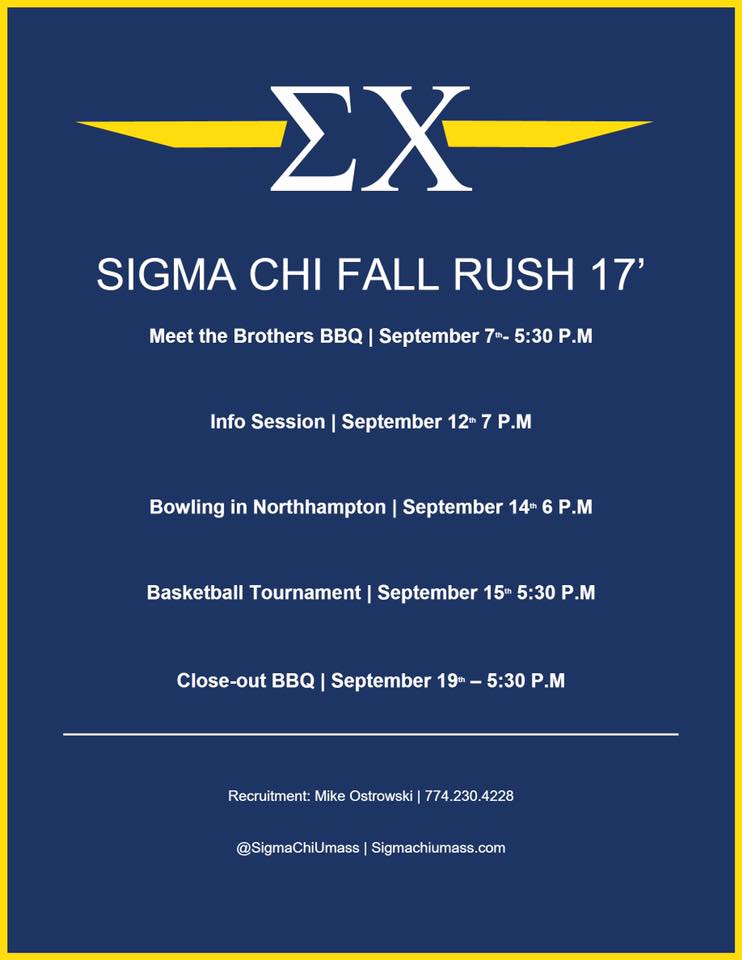 ΣΧ
SIGMA CHI FALL RUSH 17’
Meet the Brothers BBQ | September 7th- 5:30 P.M
Info Session | September 12th 7 P.M
Bowling in Northhampton | September 14th 6 P.M
Basketball Tournament | September 15th 5:30 P.M
Close-out BBQ | September 19th – 5:30 P.M
Recruitment: Mike Ostrowski | 774.230.4228
@SigmaChiUmass | Sigmachiumass.com